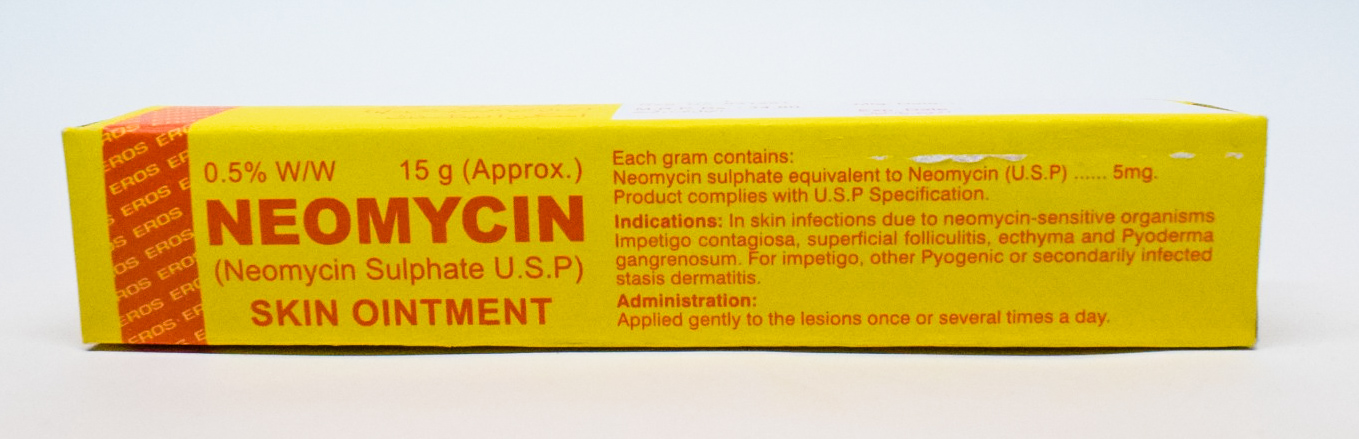 EROS EROS
0.5% W/W 15 g (Approx.)
NEOMYCIN
(Neomycin Sulphate U.S.P)
SKIN OINTMENT
Each gram contains:
Neomycin sulphate equivalent to Neomycin (U.S.P) ...... 5mg.
Product complies with U.S.P Specification.
Indications: In skin infections due to neomycin-sensitive organisms
Impetigo contagiosa, superficial folliculitis, ecthyma and Pyoderma
gangrenosum. For impetigo, other Pyogenic or secondarily infected
stasis dermatitis.
Administration:
Applied gently to the lesions once or several times a day.